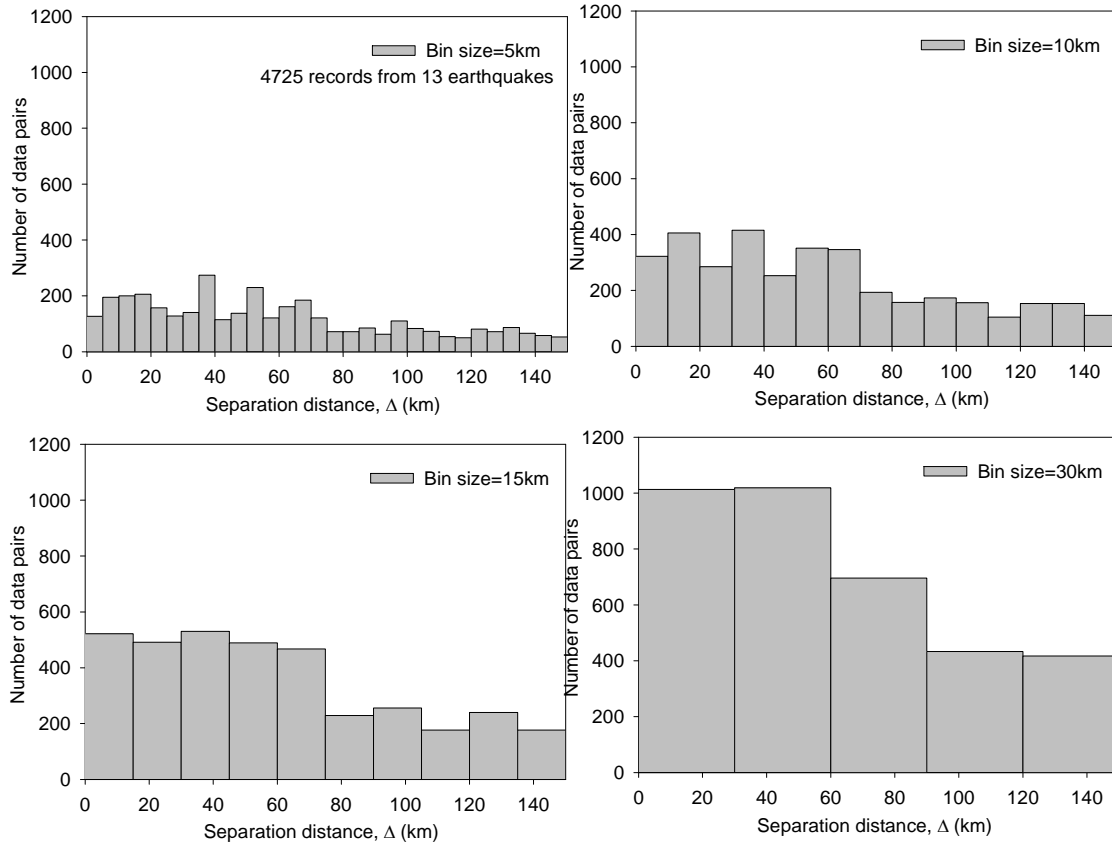 1200
1000
800
600
400
200
0
Number of data pairs
Bin size=5km
4725 records from 13 earthquakes
0 20 40 60 80 100 120 140
Separation distance, Δ (km)
1200
1000
800
600
400
200
0
Number of data pairs
Bin size=10km
0 20 40 60 80 100 120 140
Separation distance, Δ (km)
1200
1000
800
600
400
200
0
Number of data pairs
Bin size=15km
0 20 40 60 80 100 120 140
Separation distance, Δ (km)
1200
1000
800
600
400
200
0
Number of data pairs
Bin size=30km
0 20 40 60 80 100 120 140
Separation distance, Δ (km)